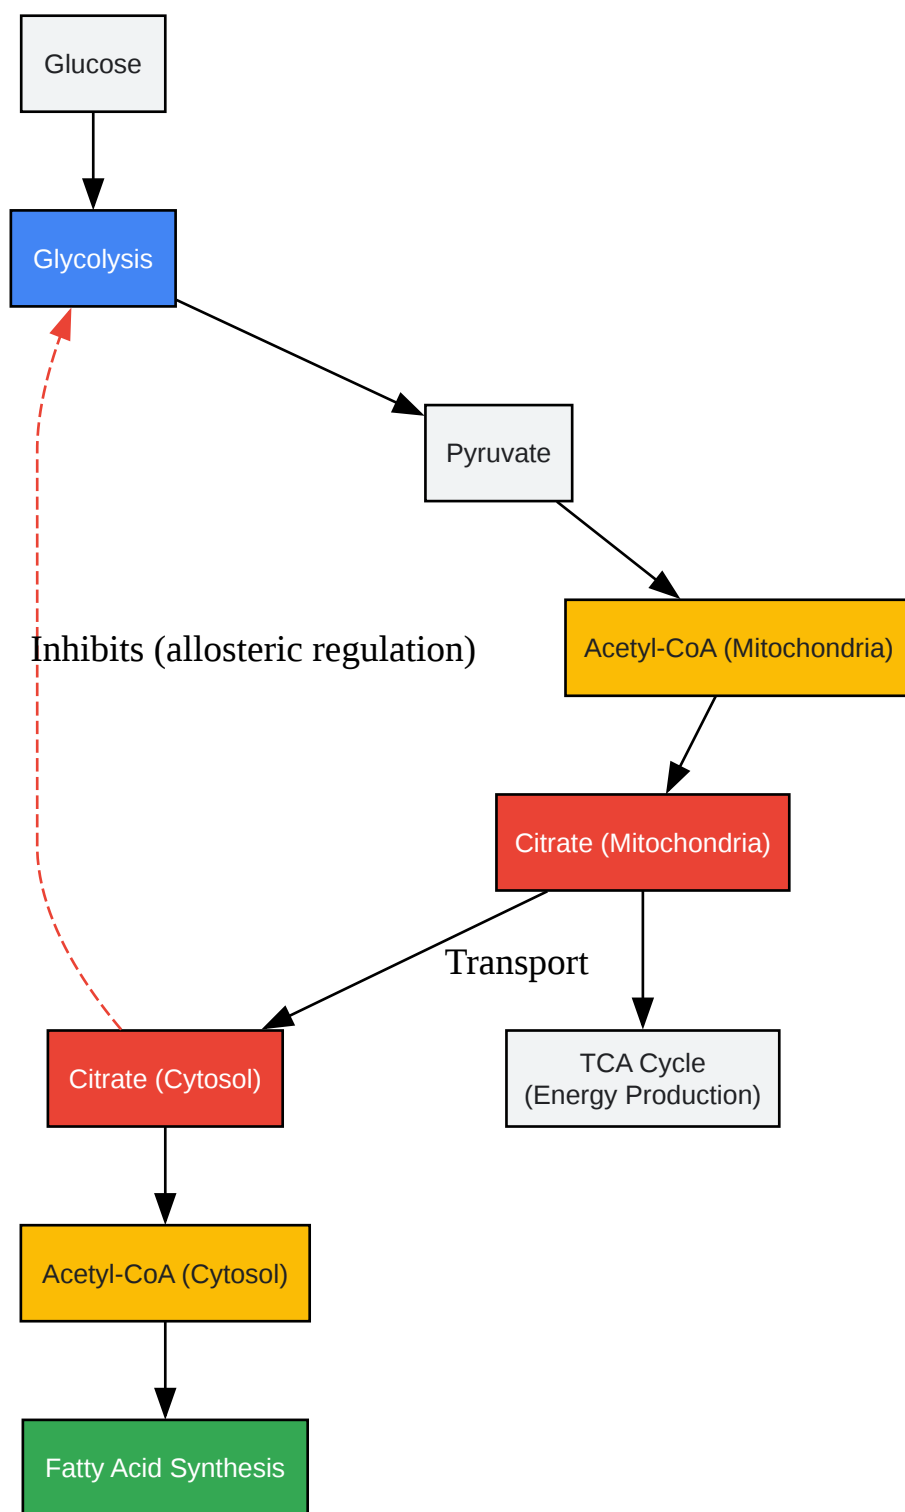 Glucose
Glycolysis
Pyruvate
Inhibits (allosteric regulation)
Acetyl-CoA (Mitochondria)
Citrate (Mitochondria)
Transport
Citrate (Cytosol)
TCA Cycle
(Energy Production)
Acetyl-CoA (Cytosol)
Fatty Acid Synthesis